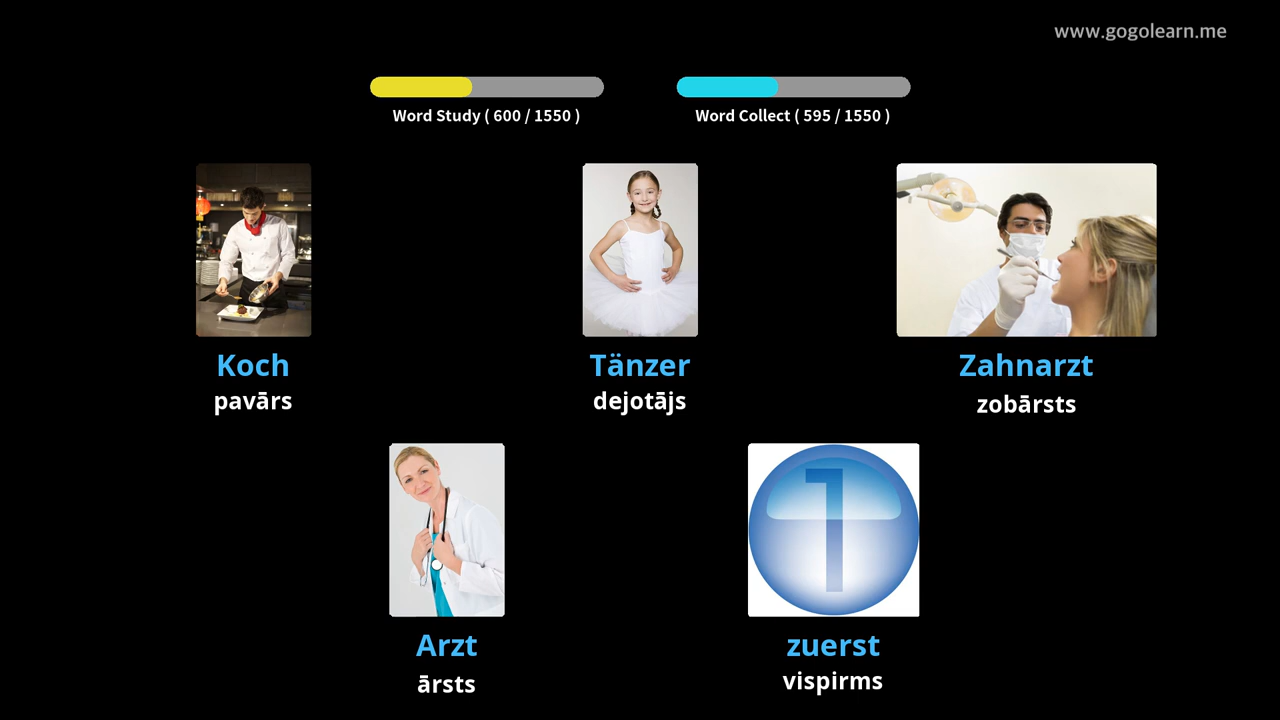 www.gogolearn.me
Word Study ( 600 / 1550 )
Word Collect ( 595 / 1550 )
Koch
pavārs
Tänzer
dejotājs
Zahnarzt
zobārsts
Arzt
ārsts
1
zuerst
vispirms